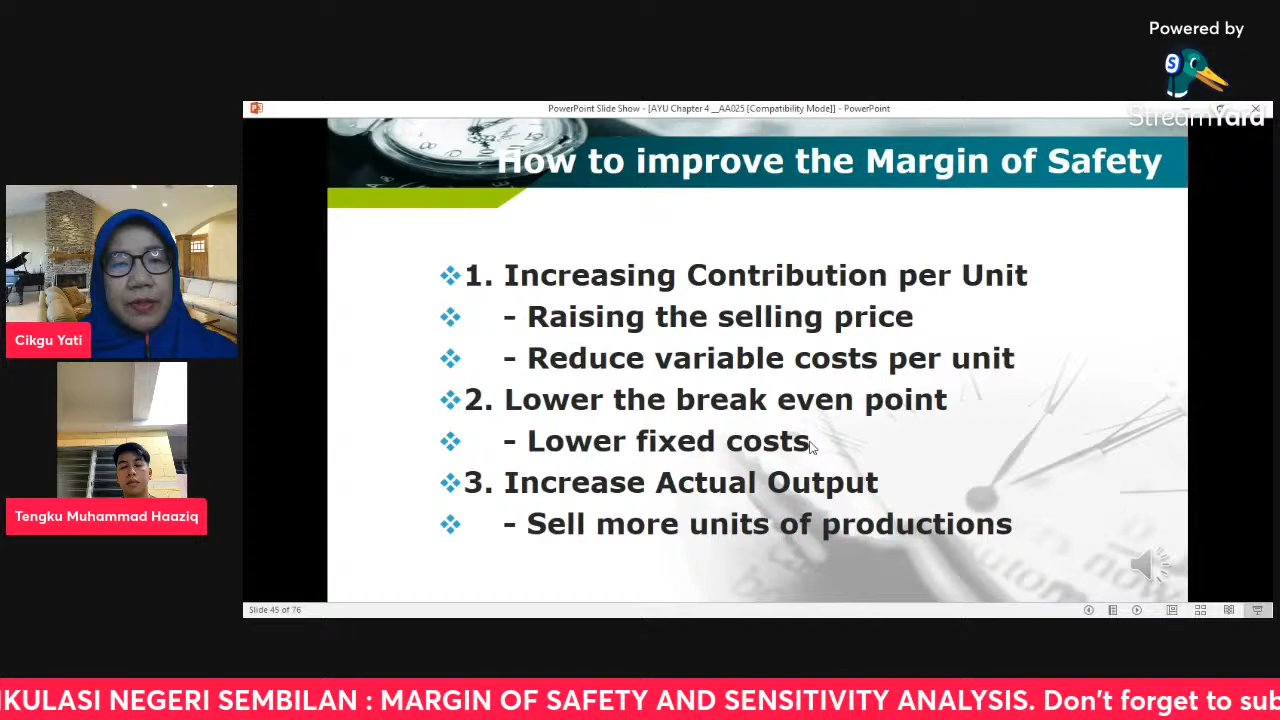 Powered by
S
StreamYard
PowerPoint Slide Show - [AYU Chapter 4 __AA025 [Compatibility Mode]] - PowerPoint
How to improve the Margin of Safety
1. Increasing Contribution per Unit
- Raising the selling price
- Reduce variable costs per unit
2. Lower the break even point
- Lower fixed costs
3. Increase Actual Output
- Sell more units of productions
Slide 45 of 76
Cikgu Yati
Tengku Muhammad Haaziq
IKULASI NEGERI SEMBILAN : MARGIN OF SAFETY AND SENSITIVITY ANALYSIS. Don't forget to sub